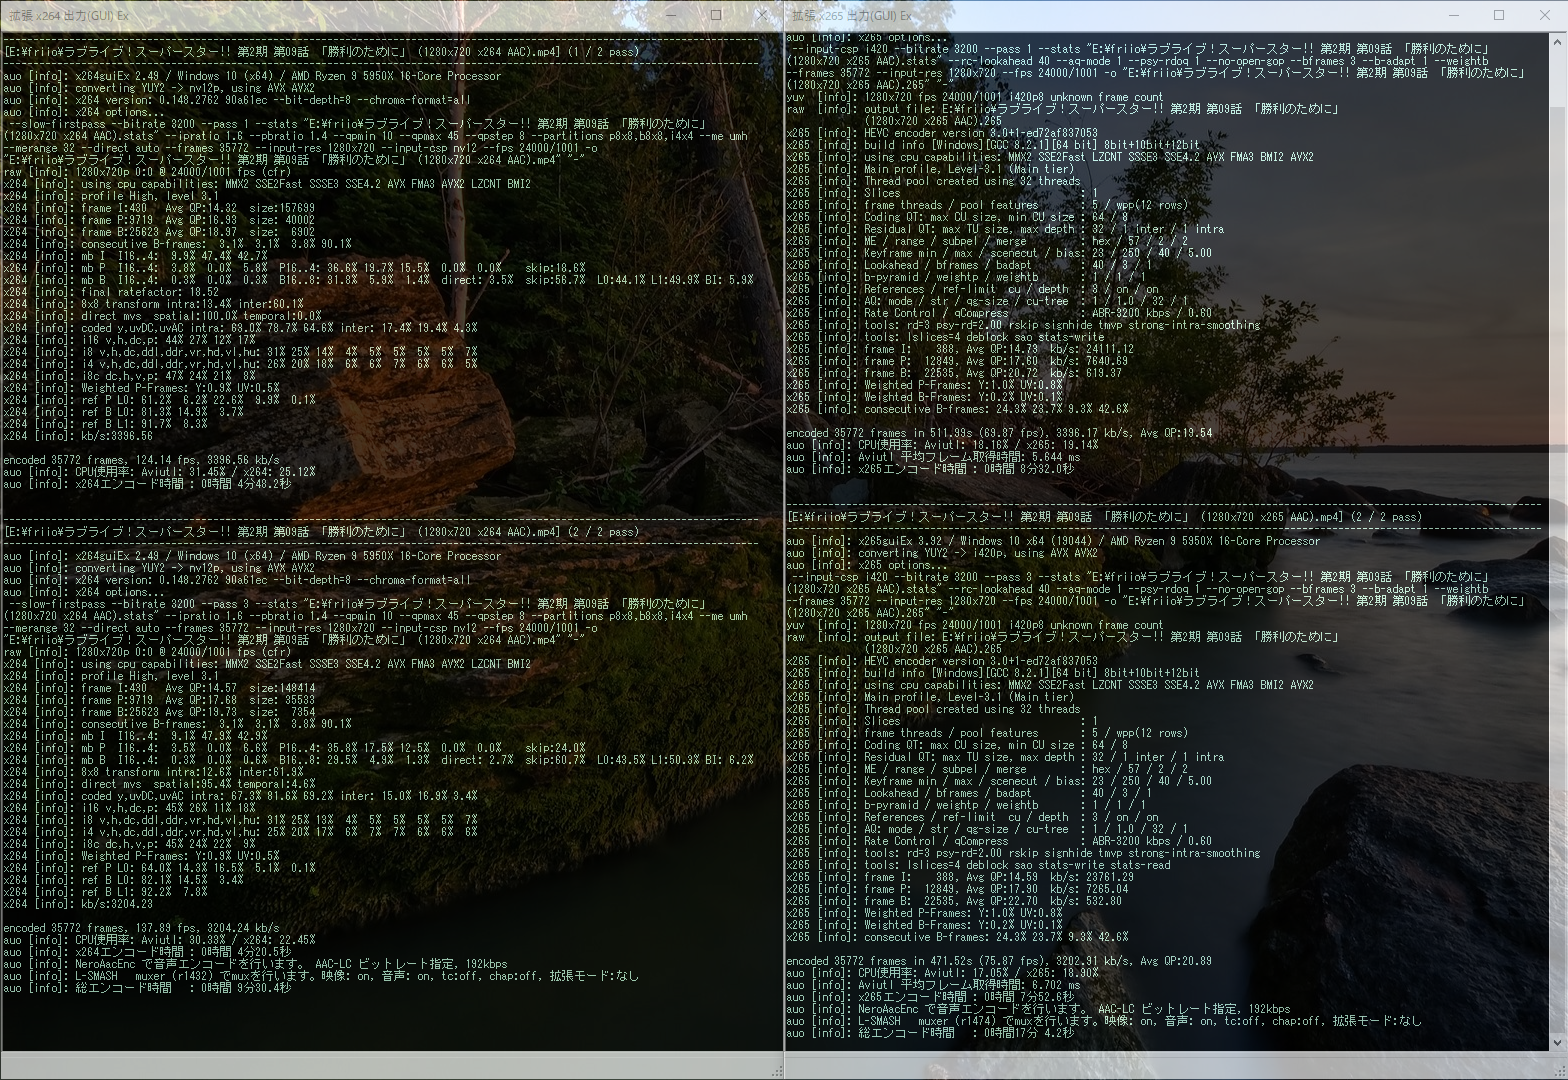 拡張 x264 出力(GUI) Ex
[E:¥friio¥ラブライブ！スーパースター!! 第2期 第09話 「勝利のために」 (1280x720 x264 AAC).mp4] (1 / 2 pass)
auo [info]: x264guiEx 2.49 / Windows 10 (x64) / AMD Ryzen 9 5950X 16-Core Processor
auo [info]: converting YUY2 -> nv12p, using AVX AVX2
auo [info]: x264 version: 0.148.2762 90a61ec --bit-depth=8 --chroma-format=all
auo [info]: x264 options...
--slow-firstpass --bitrate 3200 --pass 1 --stats "E:¥friio¥ラブライブ！スーパースター!! 第2期 第09話 「勝利のために」
(1280x720 x264 AAC).stats" --ipratio 1.6 --pbratio 1.4 --qpmin 10 --qpmax 45 --qpstep 8 --partitions p8x8,b8x8,i4x4 --me umh
--merange 32 --direct auto --frames 35772 --input-res 1280x720 --input-csp nv12 --fps 24000/1001 -o
"E:¥friio¥ラブライブ！スーパースター!! 第2期 第09話 「勝利のために」 (1280x720 x264 AAC).mp4" "-"
raw [info]: 1280x720p 0:0 @ 24000/1001 fps (cfr)
x264 [info]: using cpu capabilities: MMX2 SSE2Fast SSSE3 SSE4.2 AVX FMA3 AVX2 LZCNT BMI2
x264 [info]: profile High, level 3.1
x264 [info]: frame I:430 Avg QP:14.32 size:157699
x264 [info]: frame P:9719 Avg QP:16.93 size: 40002
x264 [info]: frame B:25623 Avg QP:18.97 size: 6902
x264 [info]: consecutive B-frames: 3.1% 3.1% 3.8% 90.1%
x264 [info]: mb I I16..4: 9.9% 47.4% 42.7%
x264 [info]: mb P I16..4: 3.8% 0.0% 5.8% P16..4: 36.6% 19.7% 15.5% 0.0% 0.0% skip:18.6%
x264 [info]: mb B I16..4: 0.3% 0.0% 0.3% B16..8: 31.8% 5.9% 1.4% direct: 3.5% skip:56.7% L0:44.1% L1:49.9% BI: 5.9%
x264 [info]: final ratefactor: 18.52
x264 [info]: 8x8 transform intra:13.4% inter:60.1%
x264 [info]: direct mvs spatial:100.0% temporal:0.0%
x264 [info]: coded y,uvDC,uvAC intra: 69.0% 78.7% 64.6% inter: 17.4% 19.4% 4.3%
x264 [info]: i16 v,h,dc,p: 44% 27% 12% 17%
x264 [info]: i8 v,h,dc,ddl,ddr,vr,hd,vl,hu: 31% 25% 14% 4% 5% 5% 5% 5% 7%
x264 [info]: i4 v,h,dc,ddl,ddr,vr,hd,vl,hu: 26% 20% 18% 6% 6% 7% 6% 6% 5%
x264 [info]: i8c dc,h,v,p: 47% 24% 21% 8%
x264 [info]: Weighted P-Frames: Y:0.9% UV:0.5%
x264 [info]: ref P L0: 61.2% 6.2% 22.6% 9.9% 0.1%
x264 [info]: ref B L0: 81.3% 14.9% 3.7%
x264 [info]: ref B L1: 91.7% 8.3%
x264 [info]: kb/s:3396.56
encoded 35772 frames, 124.14 fps, 3396.56 kb/s
auo [info]: CPU使用率: Aviutl: 31.45% / x264: 25.12%
auo [info]: x264エンコード時間 : 0時間 4分48.2秒
[E:¥friio¥ラブライブ！スーパースター!! 第2期 第09話 「勝利のために」 (1280x720 x264 AAC).mp4] (2 / 2 pass)
auo [info]: x264guiEx 2.49 / Windows 10 (x64) / AMD Ryzen 9 5950X 16-Core Processor
auo [info]: converting YUY2 -> nv12p, using AVX AVX2
auo [info]: x264 version: 0.148.2762 90a61ec --bit-depth=8 --chroma-format=all
auo [info]: x264 options...
--slow-firstpass --bitrate 3200 --pass 3 --stats "E:¥friio¥ラブライブ！スーパースター!! 第2期 第09話 「勝利のために」
(1280x720 x264 AAC).stats" --ipratio 1.6 --pbratio 1.4 --qpmin 10 --qpmax 45 --qpstep 8 --partitions p8x8,b8x8,i4x4 --me umh
--merange 32 --direct auto --frames 35772 --input-res 1280x720 --input-csp nv12 --fps 24000/1001 -o
"E:¥friio¥ラブライブ！スーパースター!! 第2期 第09話 「勝利のために」 (1280x720 x264 AAC).mp4" "-"
raw [info]: 1280x720p 0:0 @ 24000/1001 fps (cfr)
x264 [info]: using cpu capabilities: MMX2 SSE2Fast SSSE3 SSE4.2 AVX FMA3 AVX2 LZCNT BMI2
x264 [info]: profile High, level 3.1
x264 [info]: frame I:430 Avg QP:14.57 size:148414
x264 [info]: frame P:9719 Avg QP:17.68 size: 35533
x264 [info]: frame B:25623 Avg QP:19.73 size: 7354
x264 [info]: consecutive B-frames: 3.1% 3.1% 3.8% 90.1%
x264 [info]: mb I I16..4: 9.1% 47.9% 42.9%
x264 [info]: mb P I16..4: 3.5% 0.0% 6.6% P16..4: 35.8% 17.5% 12.5% 0.0% 0.0% skip:24.0%
x264 [info]: mb B I16..4: 0.3% 0.0% 0.6% B16..8: 29.5% 4.9% 1.3% direct: 2.7% skip:60.7% L0:43.5% L1:50.3% BI: 6.2%
x264 [info]: 8x8 transform intra:12.6% inter:61.9%
x264 [info]: direct mvs spatial:95.4% temporal:4.6%
x264 [info]: coded y,uvDC,uvAC intra: 67.3% 81.6% 69.2% inter: 15.0% 16.9% 3.4%
x264 [info]: i16 v,h,dc,p: 45% 26% 11% 18%
x264 [info]: i8 v,h,dc,ddl,ddr,vr,hd,vl,hu: 31% 25% 13% 4% 5% 5% 5% 5% 7%
x264 [info]: i4 v,h,dc,ddl,ddr,vr,hd,vl,hu: 25% 20% 17% 6% 7% 7% 6% 6% 6%
x264 [info]: i8c dc,h,v,p: 45% 24% 22% 9%
x264 [info]: Weighted P-Frames: Y:0.9% UV:0.5%
x264 [info]: ref P L0: 64.0% 14.3% 16.5% 5.1% 0.1%
x264 [info]: ref B L0: 82.1% 14.5% 3.4%
x264 [info]: ref B L1: 92.2% 7.8%
x264 [info]: kb/s:3204.23
encoded 35772 frames, 137.89 fps, 3204.24 kb/s
auo [info]: CPU使用率: Aviutl: 30.33% / x264: 22.45%
auo [info]: x264エンコード時間 : 0時間 4分20.5秒
auo [info]: NeroAacEnc で音声エンコードを行います。 AAC-LC ビットレート指定, 192kbps
auo [info]: L-SMASH muxer (r1432) でmuxを行います。映像: on, 音声: on, tc:off, chap:off, 拡張モード:なし
auo [info]: 総エンコード時間 : 0時間 9分30.4秒
拡張 x265 出力(GUI) Ex
auo [info]: x265 options...
--input-csp i420 --bitrate 3200 --pass 1 --stats "E:¥friio¥ラブライブ！スーパースター!! 第2期 第09話 「勝利のために」
(1280x720 x265 AAC).stats" --rc-lookahead 40 --aq-mode 1 --psy-rdoq 1 --no-open-gop --bframes 3 --b-adapt 1 --weightb
--frames 35772 --input-res 1280x720 --fps 24000/1001 -o "E:¥friio¥ラブライブ！スーパースター!! 第2期 第09話 「勝利のために」
(1280x720 x265 AAC).265" "-"
yuv [info]: 1280x720 fps 24000/1001 i420p8 unknown frame count
raw [info]: output file: E:¥friio¥ラブライブ！スーパースター!! 第2期 第09話 「勝利のために」
(1280x720 x265 AAC).265
x265 [info]: HEVC encoder version 3.0+1-ed72af837053
x265 [info]: build info [Windows][GCC 8.2.1][64 bit] 8bit+10bit+12bit
x265 [info]: using cpu capabilities: MMX2 SSE2Fast LZCNT SSSE3 SSE4.2 AVX FMA3 BMI2 AVX2
x265 [info]: Main profile, Level-3.1 (Main tier)
x265 [info]: Thread pool created using 32 threads
x265 [info]: Slices : 1
x265 [info]: frame threads / pool features : 5 / wpp(12 rows)
x265 [info]: Coding QT: max CU size, min CU size : 64 / 8
x265 [info]: Residual QT: max TU size, max depth : 32 / 1 inter / 1 intra
x265 [info]: ME / range / subpel / merge : hex / 57 / 2 / 2
x265 [info]: Keyframe min / max / scenecut / bias: 23 / 250 / 40 / 5.00
x265 [info]: Lookahead / bframes / badapt : 40 / 3 / 1
x265 [info]: b-pyramid / weightp / weightb : 1 / 1 / 1
x265 [info]: References / ref-limit cu / depth : 3 / on / on
x265 [info]: AQ: mode / str / qg-size / cu-tree : 1 / 1.0 / 32 / 1
x265 [info]: Rate Control / qCompress : ABR-3200 kbps / 0.60
x265 [info]: tools: rd=3 psy-rd=2.00 rskip signhide tmvp strong-intra-smoothing
x265 [info]: tools: lslices=4 deblock sao stats-write
x265 [info]: frame I: 388, Avg QP:14.73 kb/s: 24111.12
x265 [info]: frame P: 12849, Avg QP:17.60 kb/s: 7640.69
x265 [info]: frame B: 22535, Avg QP:20.72 kb/s: 619.37
x265 [info]: Weighted P-Frames: Y:1.0% UV:0.8%
x265 [info]: Weighted B-Frames: Y:0.2% UV:0.1%
x265 [info]: consecutive B-frames: 24.3% 23.7% 9.3% 42.6%
encoded 35772 frames in 511.99s (69.87 fps), 3396.17 kb/s, Avg QP:19.54
auo [info]: CPU使用率: Aviutl: 18.16% / x265: 19.14%
auo [info]: Aviutl 平均フレーム取得時間: 5.644 ms
auo [info]: x265エンコード時間 : 0時間 8分32.0秒
[E:¥friio¥ラブライブ！スーパースター!! 第2期 第09話 「勝利のために」 (1280x720 x265 AAC).mp4] (2 / 2 pass)
auo [info]: x265guiEx 3.92 / Windows 10 x64 (19044) / AMD Ryzen 9 5950X 16-Core Processor
auo [info]: converting YUY2 -> i420p, using AVX AVX2
auo [info]: x265 options...
--input-csp i420 --bitrate 3200 --pass 3 --stats "E:¥friio¥ラブライブ！スーパースター!! 第2期 第09話 「勝利のために」
(1280x720 x265 AAC).stats" --rc-lookahead 40 --aq-mode 1 --psy-rdoq 1 --no-open-gop --bframes 3 --b-adapt 1 --weightb
--frames 35772 --input-res 1280x720 --fps 24000/1001 -o "E:¥friio¥ラブライブ！スーパースター!! 第2期 第09話 「勝利のために」
(1280x720 x265 AAC).265" "-"
yuv [info]: 1280x720 fps 24000/1001 i420p8 unknown frame count
raw [info]: output file: E:¥friio¥ラブライブ！スーパースター!! 第2期 第09話 「勝利のために」
(1280x720 x265 AAC).265
x265 [info]: HEVC encoder version 3.0+1-ed72af837053
x265 [info]: build info [Windows][GCC 8.2.1][64 bit] 8bit+10bit+12bit
x265 [info]: using cpu capabilities: MMX2 SSE2Fast LZCNT SSSE3 SSE4.2 AVX FMA3 BMI2 AVX2
x265 [info]: Main profile, Level-3.1 (Main tier)
x265 [info]: Thread pool created using 32 threads
x265 [info]: Slices : 1
x265 [info]: frame threads / pool features : 5 / wpp(12 rows)
x265 [info]: Coding QT: max CU size, min CU size : 64 / 8
x265 [info]: Residual QT: max TU size, max depth : 32 / 1 inter / 1 intra
x265 [info]: ME / range / subpel / merge : hex / 57 / 2 / 2
x265 [info]: Keyframe min / max / scenecut / bias: 23 / 250 / 40 / 5.00
x265 [info]: Lookahead / bframes / badapt : 40 / 3 / 1
x265 [info]: b-pyramid / weightp / weightb : 1 / 1 / 1
x265 [info]: References / ref-limit cu / depth : 3 / on / on
x265 [info]: AQ: mode / str / qg-size / cu-tree : 1 / 1.0 / 32 / 1
x265 [info]: Rate Control / qCompress : ABR-3200 kbps / 0.60
x265 [info]: tools: rd=3 psy-rd=2.00 rskip signhide tmvp strong-intra-smoothing
x265 [info]: tools: lslices=4 deblock sao stats-write stats-read
x265 [info]: frame I: 388, Avg QP:14.59 kb/s: 23761.29
x265 [info]: frame P: 12849, Avg QP:17.90 kb/s: 7265.04
x265 [info]: frame B: 22535, Avg QP:22.70 kb/s: 532.80
x265 [info]: Weighted P-Frames: Y:1.0% UV:0.8%
x265 [info]: Weighted B-Frames: Y:0.2% UV:0.1%
x265 [info]: consecutive B-frames: 24.3% 23.7% 9.3% 42.6%
encoded 35772 frames in 471.52s (75.87 fps), 3202.91 kb/s, Avg QP:20.89
auo [info]: CPU使用率: Aviutl: 17.05% / x265: 18.90%
auo [info]: Aviutl 平均フレーム取得時間: 6.702 ms
auo [info]: x265エンコード時間 : 0時間 7分52.6秒
auo [info]: NeroAacEnc で音声エンコードを行います。 AAC-LC ビットレート指定, 192kbps
auo [info]: L-SMASH muxer (r1474) でmuxを行います。映像: on, 音声: on, tc:off, chap:off, 拡張モード:なし
auo [info]: 総エンコード時間 : 0時間17分 4.2秒